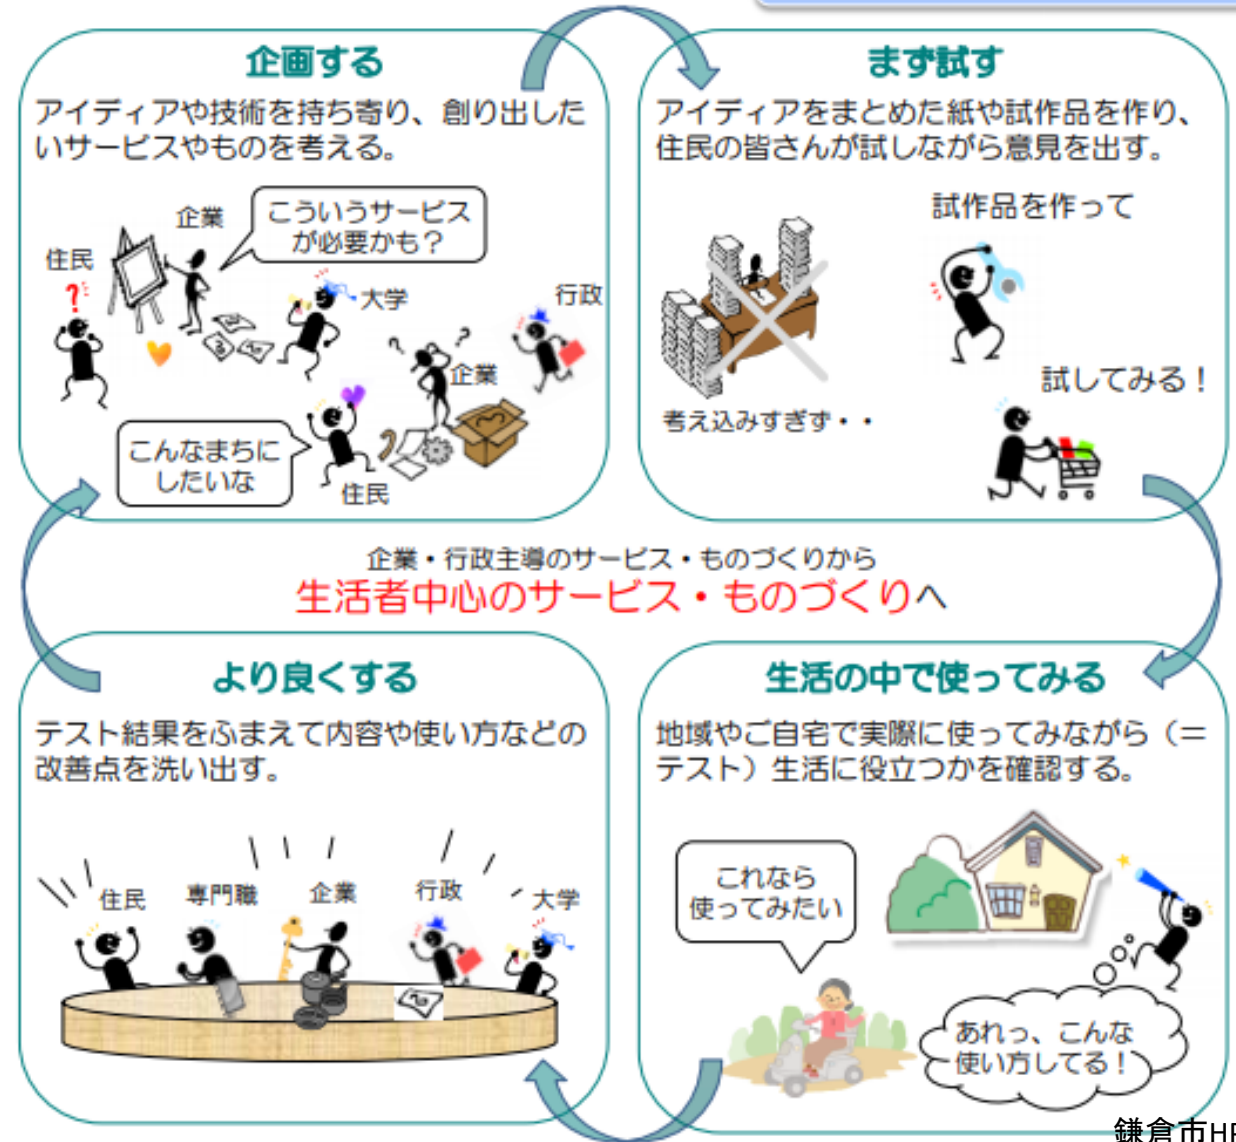 企画する
アイディアや技術を持ち寄り、創り出した
いサービスやものを考える。
企業
こういうサービス
が必要かも？
住民
大学
行政
企業
こんなまちに
したいな
住民
まず試す
アイディアをまとめた紙や試作品を作り、
住民の皆さんが試しながら意見を出す。
試作品を作って
試してみる！
考え込みすぎず・・
企業・行政主導のサービス・ものづくりから
生活者中心のサービス・ものづくりへ
生活の中で使ってみる
地域やご自宅で実際に使ってみながら（＝
テスト）生活に役立つかを確認する。
これなら
使ってみたい
あれっ、こんな
使い方してる！
より良くする
テスト結果をふまえて内容や使い方などの
改善点を洗い出す。
住民
専門職
企業
行政
大学
鎌倉市HP